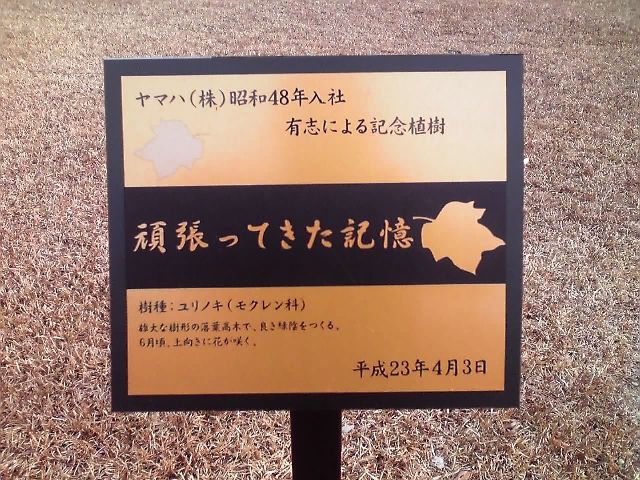 ヤマハ(株)昭和48年入社
有志による記念植樹
頑張ってきた記憶
樹種:ユリノキ(モクレン科)
雄大な樹形の落葉高木で、良き緑陰をつくる。
6月頃、上向きに花が咲く。
平成23年4月3日